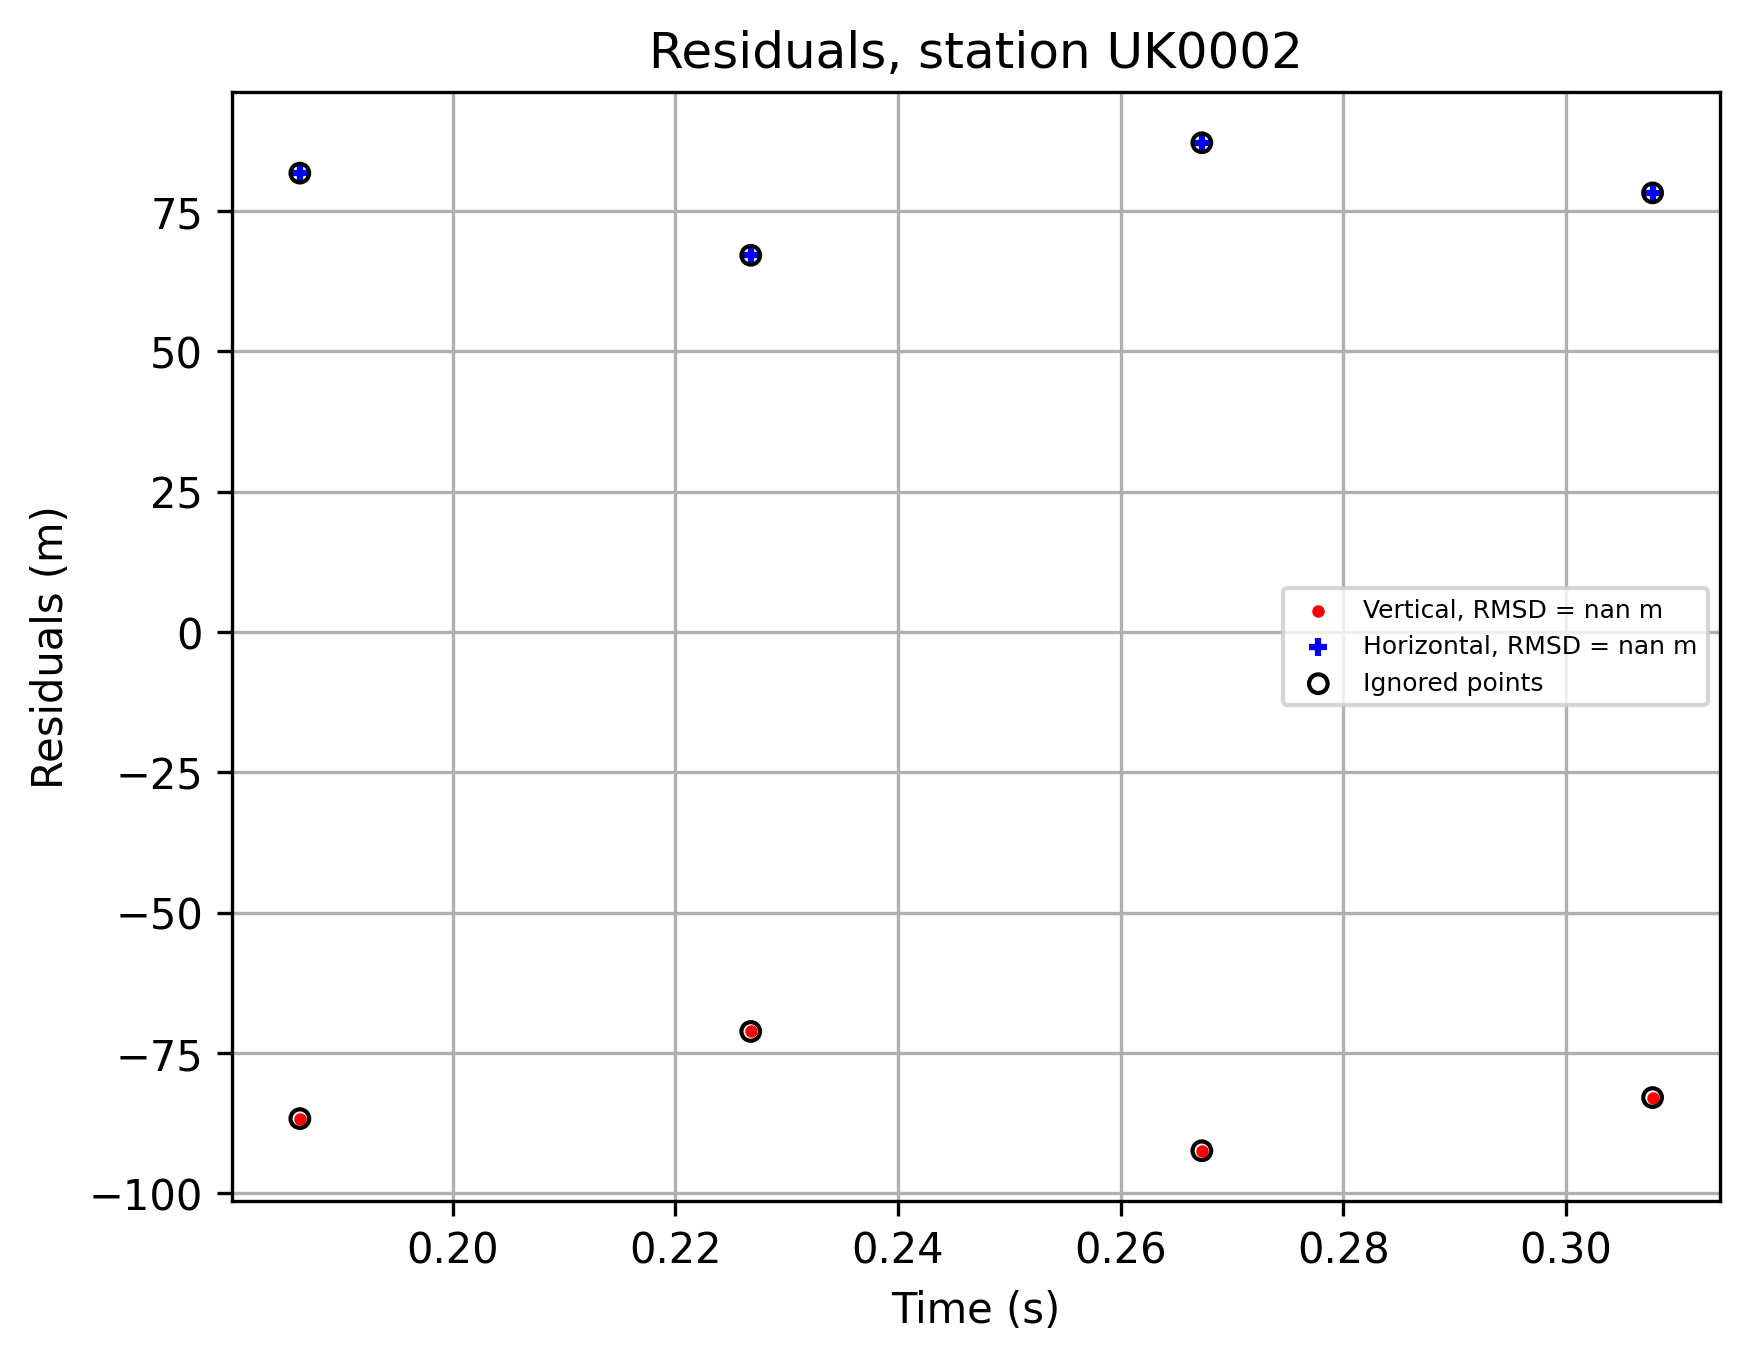 Residuals, station UK0002
75
50
25
0
−25
−50
−75
−100
Residuals (m)
Vertical, RMSD = nan m
Horizontal, RMSD = nan m
Ignored points
0.20 0.22 0.24 0.26 0.28 0.30
Time (s)